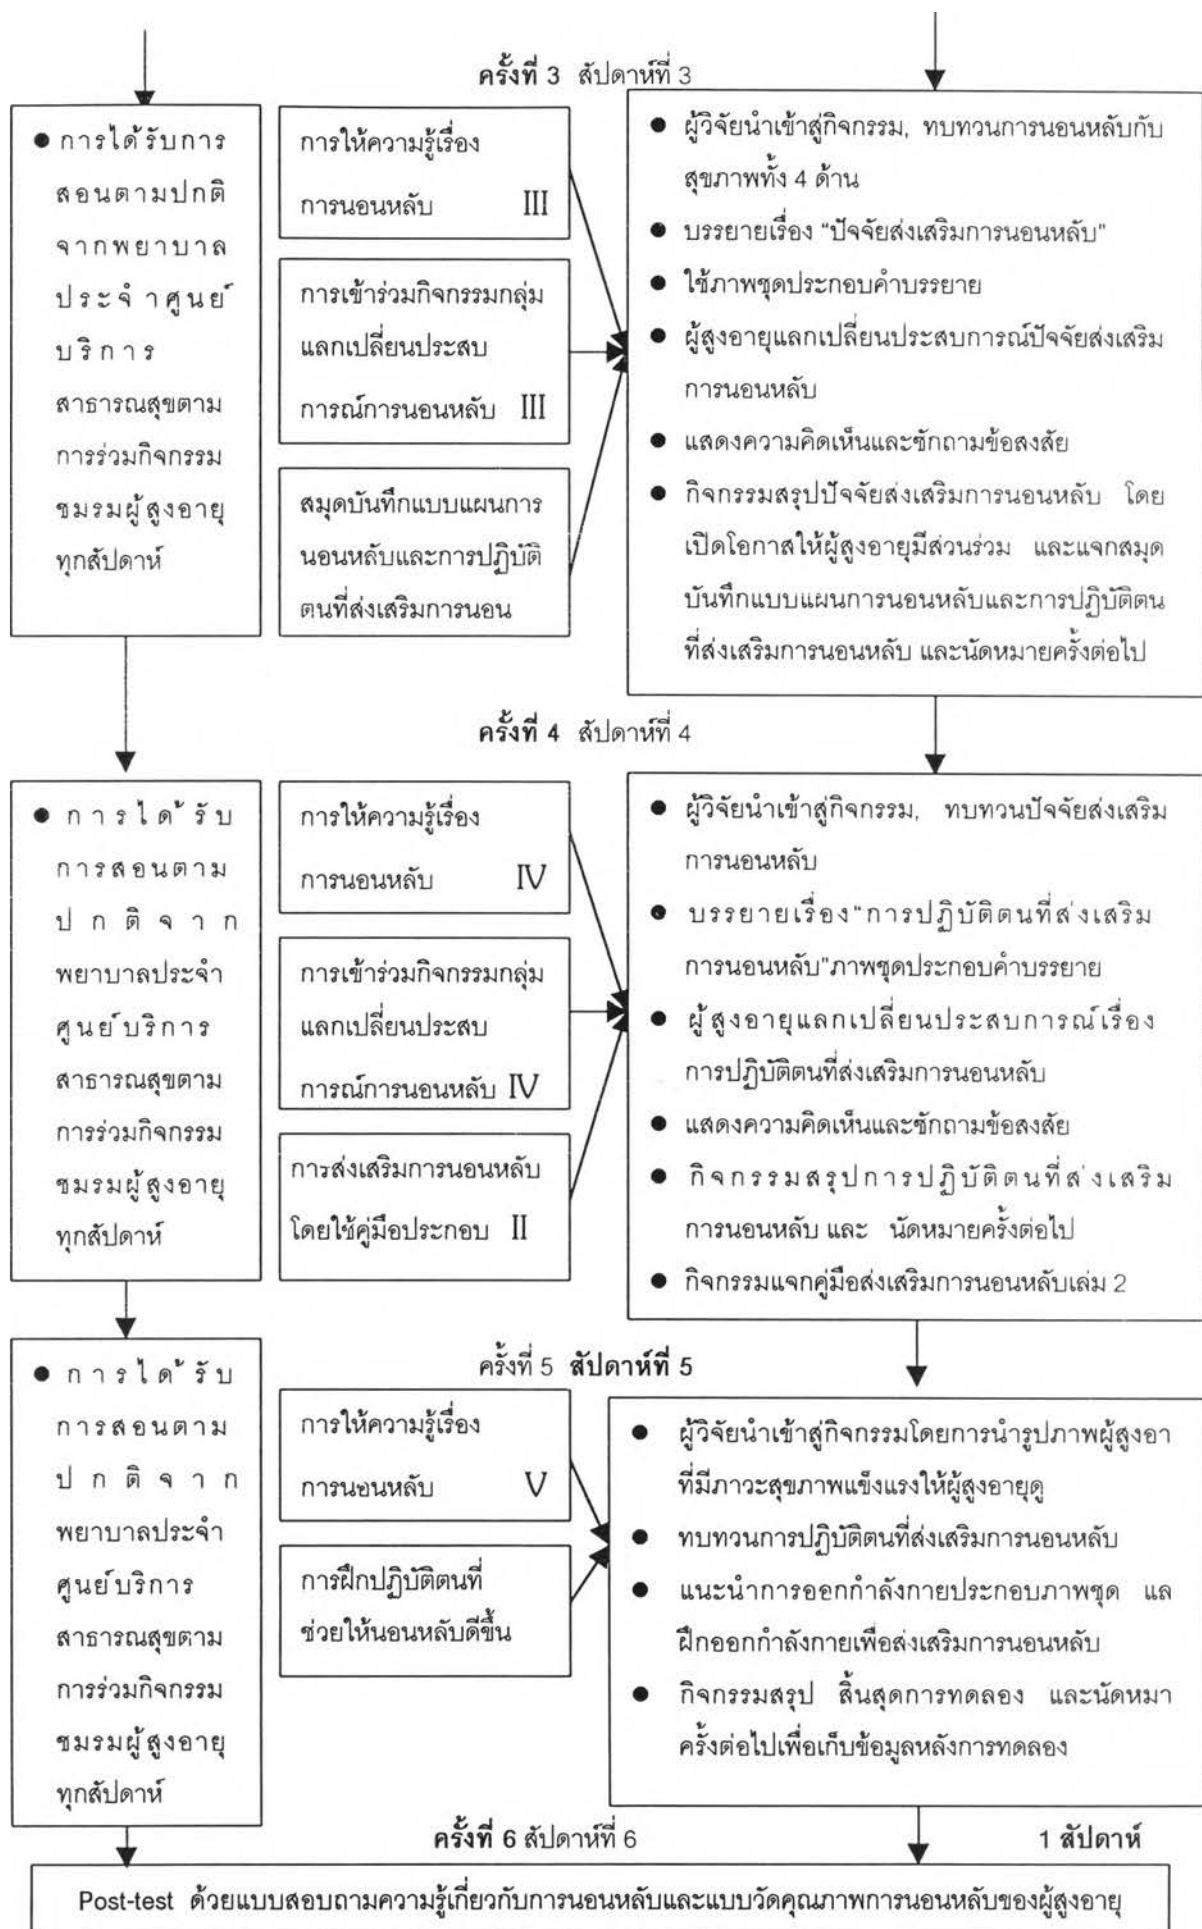 ครั้งที่ 3 สัปดาห์ที่ 3
● การได้รับการ
สอนตามปกติ
จากพยาบาล
ประจำศูนย์
บริการ
สาธารณสุขตาม
การร่วมกิจกรรม
ชมรมผู้สูงอายุ
ทุกสัปดาห์
การให้ความรู้เรื่อง
การนอนหลับ III
การเข้าร่วมกิจกรรมกลุ่ม
แลกเปลี่ยนประสบ
การณ์การนอนหลับ III
สมุดบันทึกแบบแผนการ
นอนหลับและการปฏิบัติ
ตนที่ส่งเสริมการนอน
● ผู้วิจัยนำเข้าสู่กิจกรรม, ทบทวนการนอนหลับกับ
สุขภาพทั้ง 4 ด้าน
● บรรยายเรื่อง "ปัจจัยส่งเสริมการนอนหลับ"
● ใช้ภาพชุดประกอบคำบรรยาย
● ผู้สูงอายุแลกเปลี่ยนประสบการณ์ปัจจัยส่งเสริม
การนอนหลับ
● แสดงความคิดเห็นและซักถามข้อสงสัย
● กิจกรรมสรุปปัจจัยส่งเสริมการนอนหลับ โดย
เปิดโอกาสให้ผู้สูงอายุมีส่วนร่วม และแจกสมุด
บันทึกแบบแผนการนอนหลับและการปฏิบัติตน
ที่ส่งเสริมการนอนหลับ และนัดหมายครั้งต่อไป
ครั้งที่ 4 สัปดาห์ที่ 4
● การได้รับ
การสอนตาม
ปกติจาก
พยาบาลประจำ
ศูนย์บริการ
สาธารณสุขตาม
การร่วมกิจกรรม
ชมรมผู้สูงอายุ
ทุกสัปดาห์
การให้ความรู้เรื่อง
การนอนหลับ IV
การเข้าร่วมกิจกรรมกลุ่ม
แลกเปลี่ยนประสบ
การณ์การนอนหลับ IV
การส่งเสริมการนอนหลับ
โดยใช้คู่มือประกอบ II
● ผู้วิจัยนำเข้าสู่กิจกรรม, ทบทวนปัจจัยส่งเสริม
การนอนหลับ
● บรรยายเรื่อง"การปฏิบัติตนที่ส่งเสริม
การนอนหลับ"ภาพชุดประกอบคำบรรยาย
● ผู้สูงอายุแลกเปลี่ยนประสบการณ์เรื่อง
การปฏิบัติตนที่ส่งเสริมการนอนหลับ
● แสดงความคิดเห็นและซักถามข้อสงสัย
● กิจกรรมสรุปการปฏิบัติตนที่ส่งเสริม
การนอนหลับ และ นัดหมายครั้งต่อไป
● กิจกรรมแจกคู่มือส่งเสริมการนอนหลับเล่ม 2
ครั้งที่ 5 สัปดาห์ที่ 5
● การได้รับ
การสอนตาม
ปกติจาก
พยาบาลประจำ
ศูนย์บริการ
สาธารณสุขตาม
การร่วมกิจกรรม
ชมรมผู้สูงอายุ
ทุกสัปดาห์
การให้ความรู้เรื่อง
การนอนหลับ V
การฝึกปฏิบัติตนที่
ช่วยให้นอนหลับดีขึ้น
● ผู้วิจัยนำเข้าสู่กิจกรรมโดยการนำรูปภาพผู้สูงอา
ที่มีภาวะสุขภาพแข็งแรงให้ผู้สูงอายุดู
● ทบทวนการปฏิบัติตนที่ส่งเสริมการนอนหลับ
● แนะนำการออกกำลังกายประกอบภาพชุด แล
ฝึกออกกำลังกายเพื่อส่งเสริมการนอนหลับ
● กิจกรรมสรุป สิ้นสุดการทดลอง และนัดหมา
ครั้งต่อไปเพื่อเก็บข้อมูลหลังการทดลอง
ครั้งที่ 6 สัปดาห์ที่ 6
1 สัปดาห์
Post-test ด้วยแบบสอบถามความรู้เกี่ยวกับการนอนหลับและแบบวัดคุณภาพการนอนหลับของผู้สูงอายุ